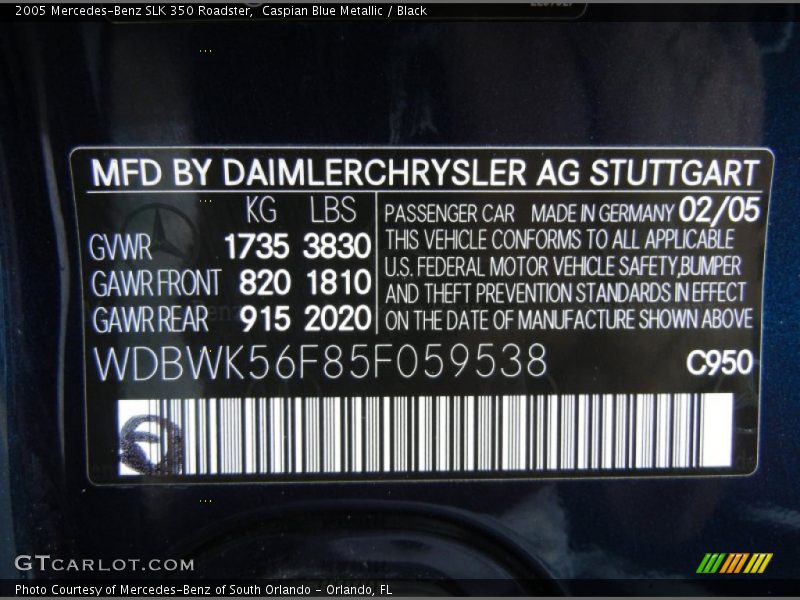 2005 Mercedes-Benz SLK 350 Roadster, Caspian Blue Metallic / Black
MFD BY DAIMLERCHRYSLER AG STUTTGART
KG LBS
GVWR 1735 3830
GAWR FRONT 820 1810
GAWR REAR 915 2020
PASSENGER CAR MADE IN GERMANY 02/05
THIS VEHICLE CONFORMS TO ALL APPLICABLE
U.S. FEDERAL MOTOR VEHICLE SAFETY,BUMPER
AND THEFT PREVENTION STANDARDS IN EFFECT
ON THE DATE OF MANUFACTURE SHOWN ABOVE
WDBWK56F85F059538 C950
GTCARLOT.COM
Photo Courtesy of Mercedes-Benz of South Orlando - Orlando, FL